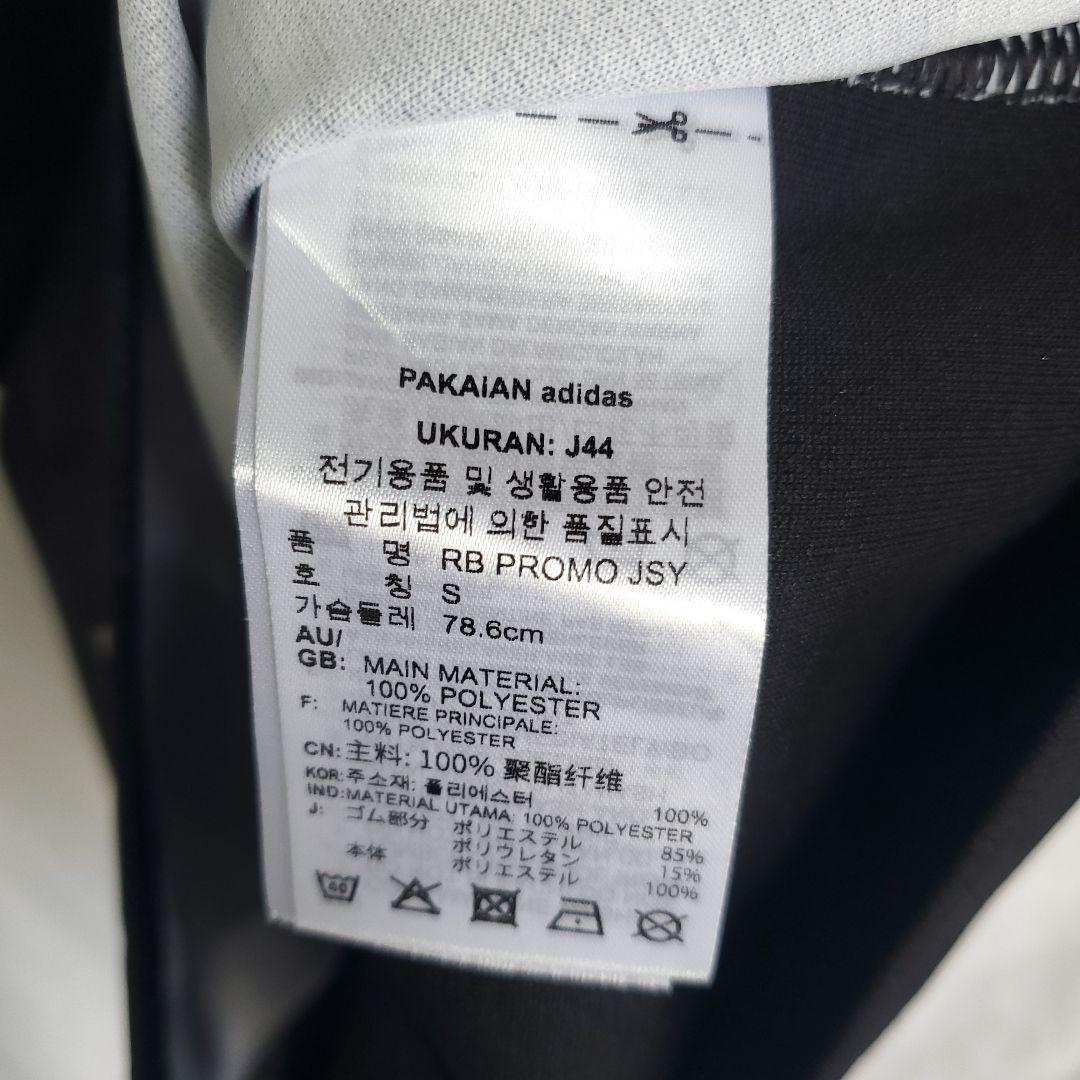 PAKAiAN adidas
UKURAN: J44
전기용품 및 생활용품 안전
관리법에 의한 품질표시
품 명 RB PROMO JSY
호 칭 S
가슴둘레 78.6cm
AU/
GB: MAIN MATERIAL:
100% POLYESTER
F: MATIERE PRINCIPALE:
100% POLYESTER
CN: 主料: 100% 聚酯纤维
KOR: 주소재: 폴리에스터 100%
IND: MATERIAL UTAMA: 100% POLYESTER
J: ゴム部分 ポリエステル 85%
ポリウレタン 15%
本体 ポリエステル 100%
40